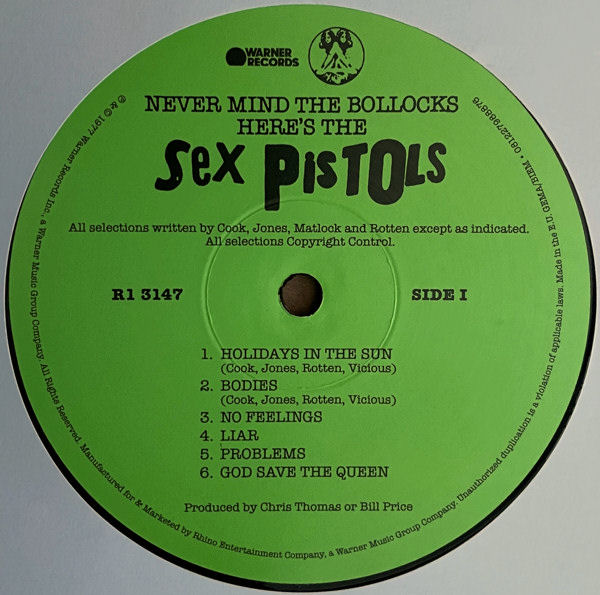 WARNER
RECORDS
NEVER MIND THE BOLLOCKS
HERE'S THE
Sex PISTOLS
All selections written by Cook, Jones, Matlock and Rotten except as indicated.
All selections Copyright Control.
R1 3147
SIDE I
1. HOLIDAYS IN THE SUN
(Cook, Jones, Rotten, Vicious)
2. BODIES
(Cook, Jones, Rotten, Vicious)
3. NO FEELINGS
4. LIAR
5. PROBLEMS
6. GOD SAVE THE QUEEN
Produced by Chris Thomas or Bill Price
℗ & © 1977 Warner Records Inc., a Warner Music Group Company. All Rights Reserved. Manufactured for & Marketed by Rhino Entertainment Company, a Warner Music Group Company. Unauthorized duplication is a violation of applicable laws. Made in the E.U. GEMA/BIEM • 081227988876